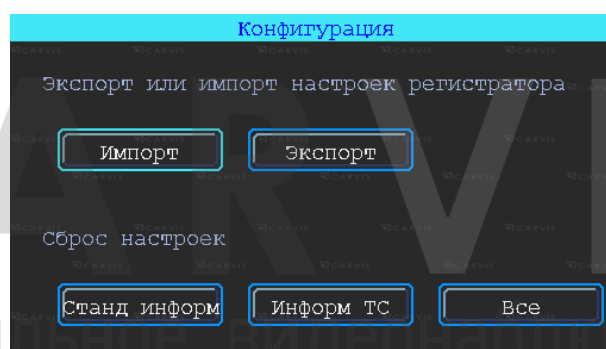 Конфигурация
Экспорт или импорт настроек регистратора
Импорт Экспорт
Сброс настроек
Станд информ Информ ТС Все